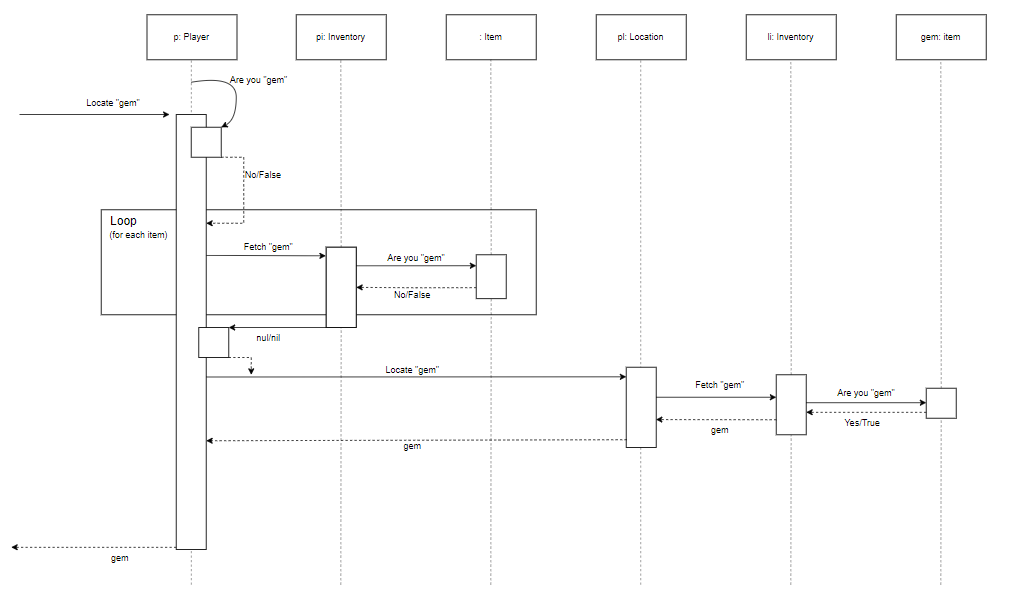 p: Player
pi: Inventory
: Item
pl: Location
li: Inventory
gem: item
Are you "gem"
Locate "gem"
No/False
Loop
(for each item)
Fetch "gem"
Are you "gem"
No/False
nul/nil
Locate "gem"
Fetch "gem"
Are you "gem"
Yes/True
gem
gem
gem